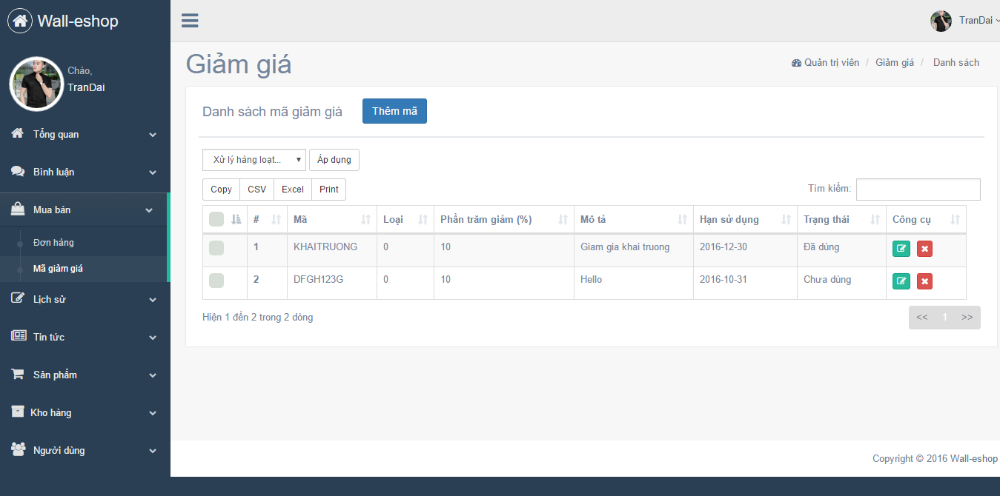 Wall-eshop
TranDai
Chào,
TranDai
Tổng quan
Bình luận
Mua bán
Đơn hàng
Mã giảm giá
Lịch sử
Tin tức
Sản phẩm
Kho hàng
Người dùng
Giảm giá
Quản trị viên / Giảm giá / Danh sách
Danh sách mã giảm giá Thêm mã
Xử lý hàng loạt... Áp dụng
Copy CSV Excel Print Tìm kiếm:
# Mã Loại Phần trăm giảm (%) Mô tả Hạn sử dụng Trạng thái Công cụ
1 KHAITRUONG 0 10 Giam gia khai truong 2016-12-30 Đã dùng
2 DFGH123G 0 10 Hello 2016-10-31 Chưa dùng
Hiện 1 đến 2 trong 2 dòng << 1 >>
Copyright © 2016 Wall-eshop